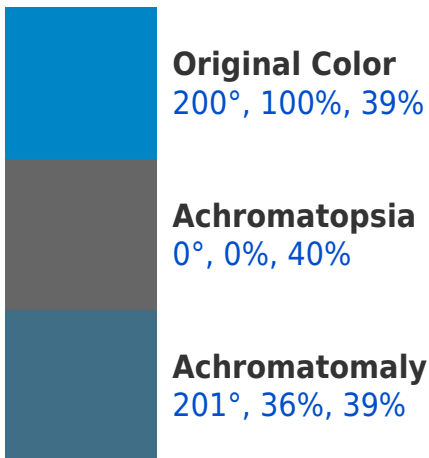 Original Color
200°, 100%, 39%
Achromatopsia
0°, 0%, 40%
Achromatomaly
201°, 36%, 39%